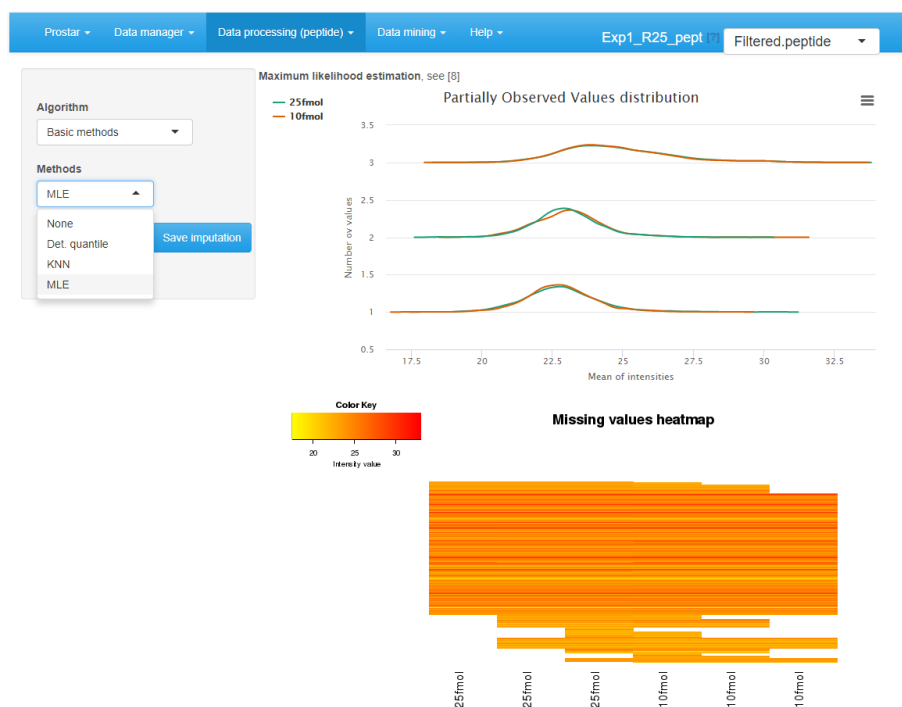 Prostar Data manager Data processing (peptide) Data mining Help Exp1_R25_pept [?] Filtered.peptide
Maximum likelihood estimation, see [8]
Algorithm
Basic methods
Methods
MLE
None
Det. quantile
KNN
MLE
Save imputation
Partially Observed Values distribution
25fmol
10fmol
Number ov values
3.5
3
2.5
2
1.5
1
0.5
17.5 20 22.5 25 27.5 30 32.5
Mean of intensities
Color Key
20 25 30
Intensity value
Missing values heatmap
25fmol
25fmol
25fmol
10fmol
10fmol
10fmol